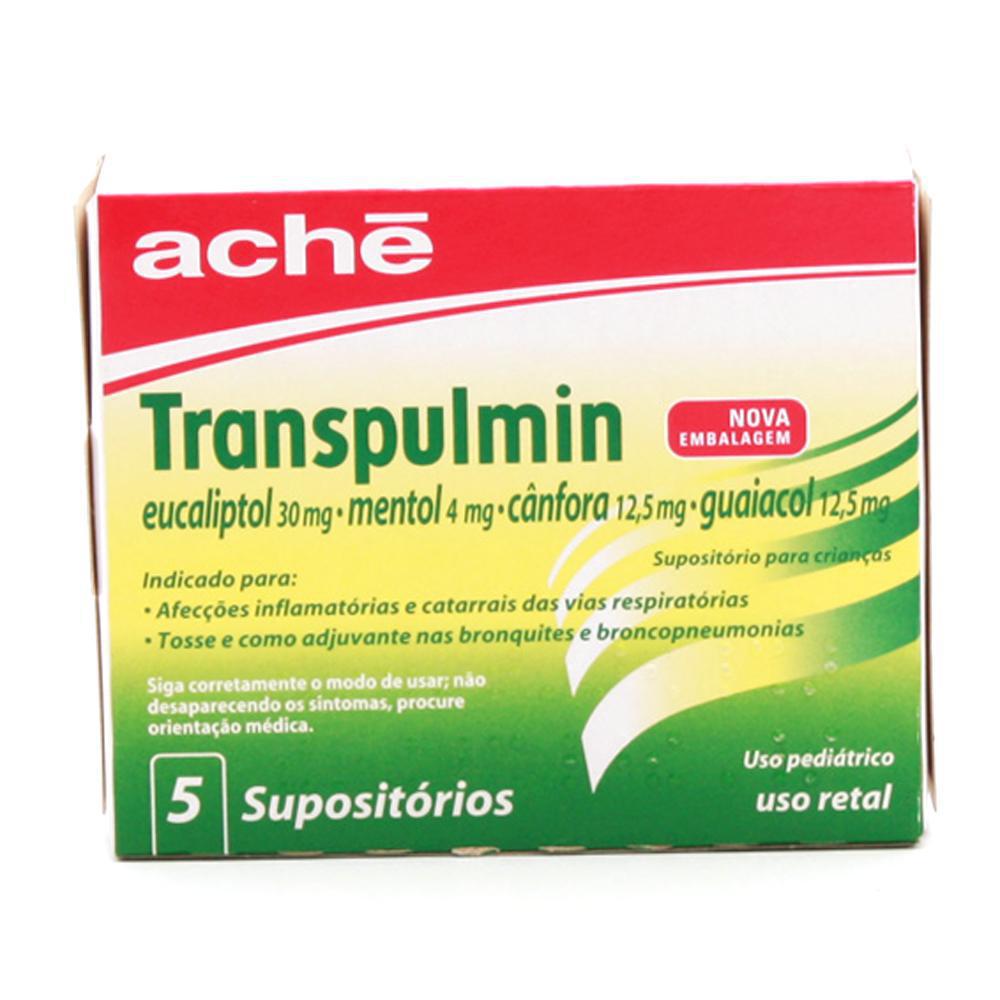 achē
Transpulmin
NOVA
EMBALAGEM
eucaliptol 30 mg • mentol 4 mg • cânfora 12,5 mg • guaiacol 12,5 mg
Supositório para crianças
Indicado para:
• Afecções inflamatórias e catarrais das vias respiratórias
• Tosse e como adjuvante nas bronquites e broncopneumonias
Siga corretamente o modo de usar; não
desaparecendo os sintomas, procure
orientação médica.
5 Supositórios
Uso pediátrico
uso retal